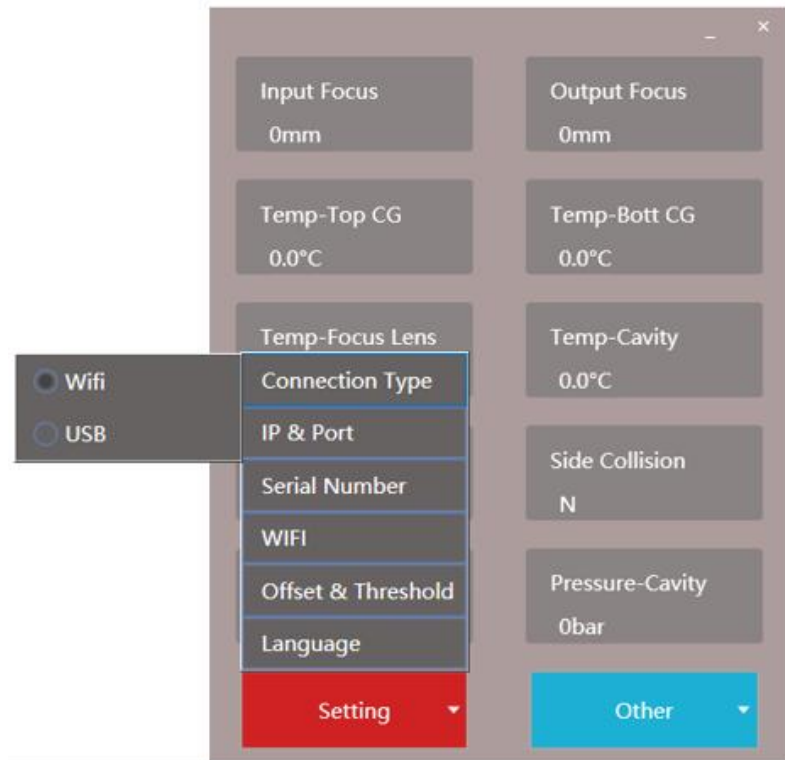 Input Focus
0mm
Output Focus
0mm
Temp-Top CG
0.0°C
Temp-Bott CG
0.0°C
Temp-Focus Lens
Temp-Cavity
0.0°C
Wifi
USB
Connection Type
IP & Port
Serial Number
WIFI
Offset & Threshold
Language
Side Collision
N
Pressure-Cavity
0bar
Setting
Other